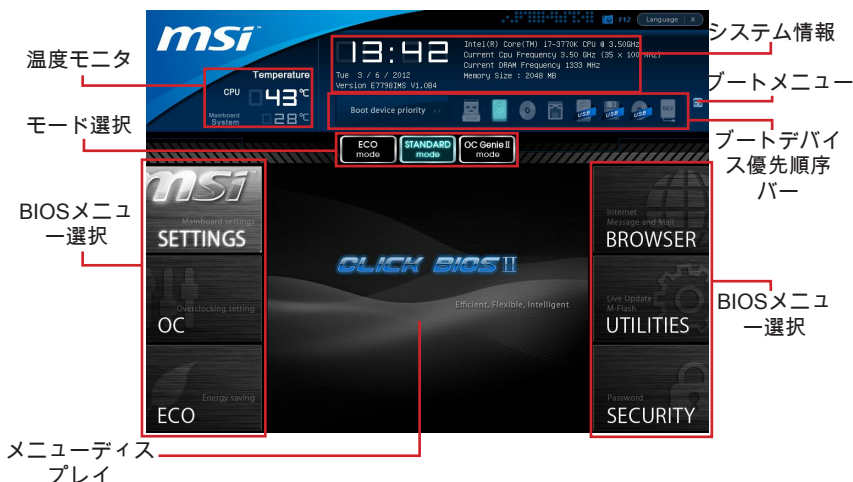 msi
F12 Language X
システム情報
温度モニタ
Temperature
CPU 43℃
Mainboard System 28℃
13:42
Tue 3 / 6 / 2012
Version E7798IMS V1.0B4
Intel(R) Core(TM) i7-3770K CPU @ 3.50GHz
Current Cpu Frequency 3.50 GHz (35 x 100 MHz)
Current DRAM Frequency 1333 MHz
Memory Size : 2048 MB
ブートメニュー
Boot device priority
USB
USB
USB
DEV
モード選択
ECO
mode
STANDARD
mode
OC Genie II
mode
ブートデバイ
ス優先順序
バー
msi
Mainboard settings
SETTINGS
BIOSメニュ
ー選択
Overclocking setting
OC
Energy saving
ECO
CLICK BIOS II
Efficient, Flexible, Intelligent
Internet
Message and Mail
BROWSER
Live Update
M-Flash
UTILITIES
BIOSメニュ
ー選択
Password
SECURITY
メニューディス
プレイ